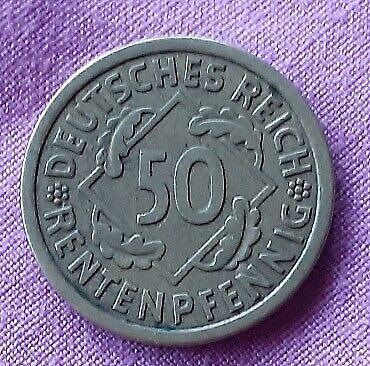 DEUTSCHES REICH
50
RENTENPFENNIG